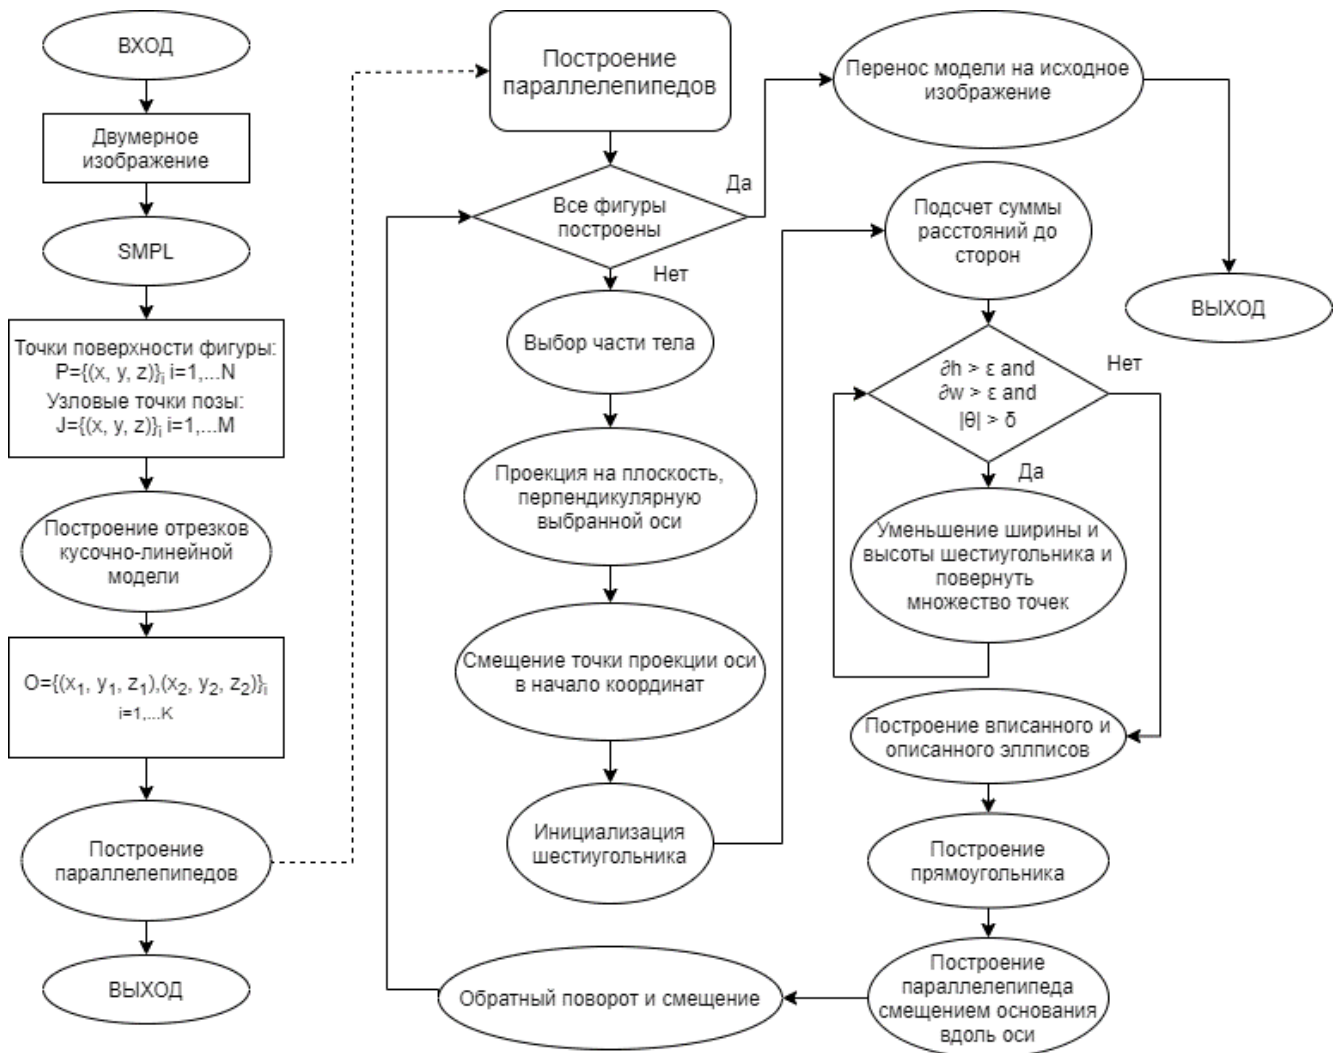 ВХОД
Двумерное
изображение
SMPL
Точки поверхности фигуры:
P={(x, y, z)}i i=1,...N
Узловые точки позы:
J={(x, y, z)}i i=1,...M
Построение отрезков
кусочно-линейной
модели
O={(x1, y1, z1),(x2, y2, z2)}i
i=1,...K
Построение
параллелепипедов
ВЫХОД
Построение
параллелепипедов
Все фигуры
построены
Да
Нет
Перенос модели на исходное
изображение
ВЫХОД
Выбор части тела
Проекция на плоскость,
перпендикулярную
выбранной оси
Смещение точки проекции оси
в начало координат
Инициализация
шестиугольника
Подсчет суммы
расстояний до
сторон
∂h > ε and
∂w > ε and
|θ| > δ
Нет
Да
Уменьшение ширины и
высоты шестиугольника и
повернуть
множество точек
Построение вписанного и
описанного эллписов
Построение
прямоугольника
Построение
параллелепипеда
смещением основания
вдоль оси
Обратный поворот и смещение